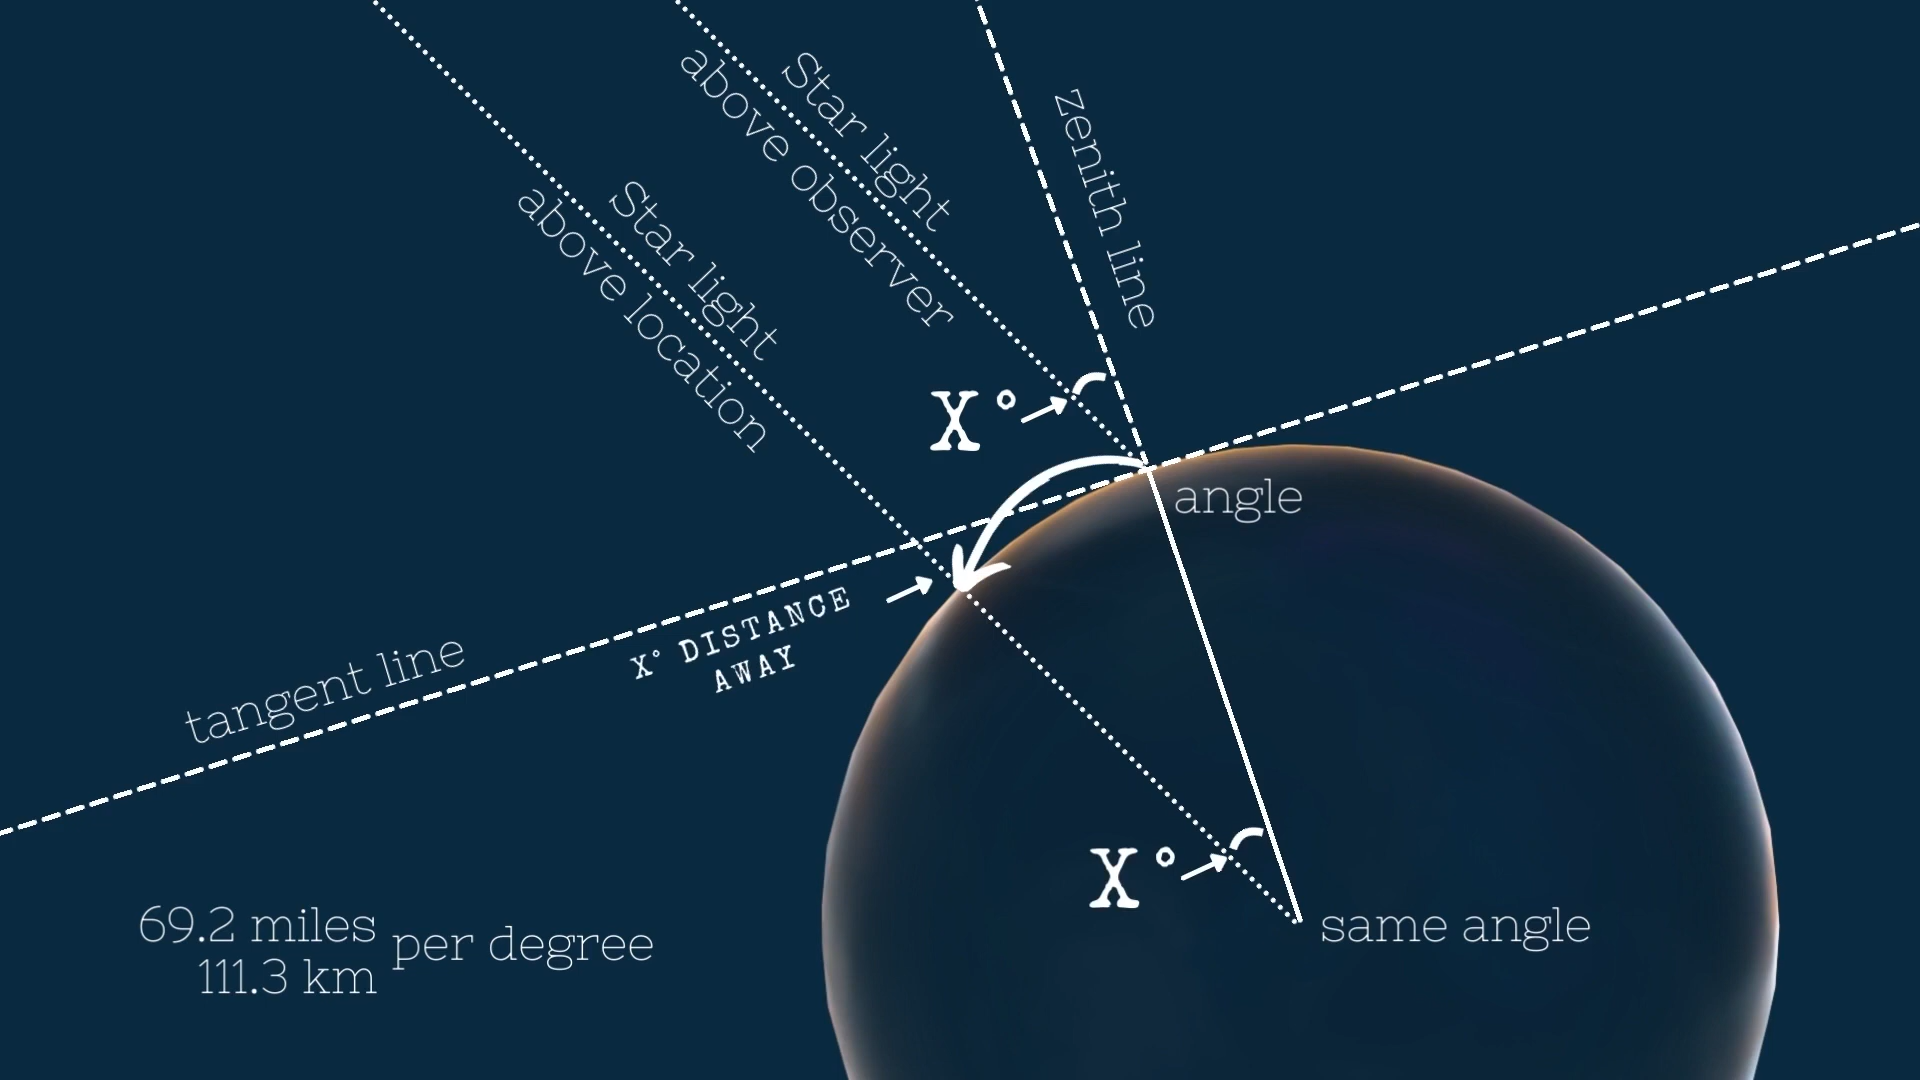 Star light
above observer
zenith line
Star light
above location
X°
angle
X° DISTANCE
AWAY
tangent line
X°
same angle
69.2 miles
111.3 km
per degree